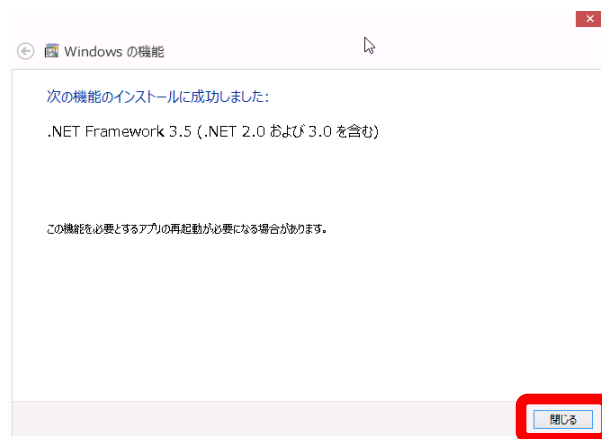 Windows の機能
次の機能のインストールに成功しました:
.NET Framework 3.5 (.NET 2.0 および 3.0 を含む)
この機能を必要とするアプリの再起動が必要になる場合があります。
閉じる